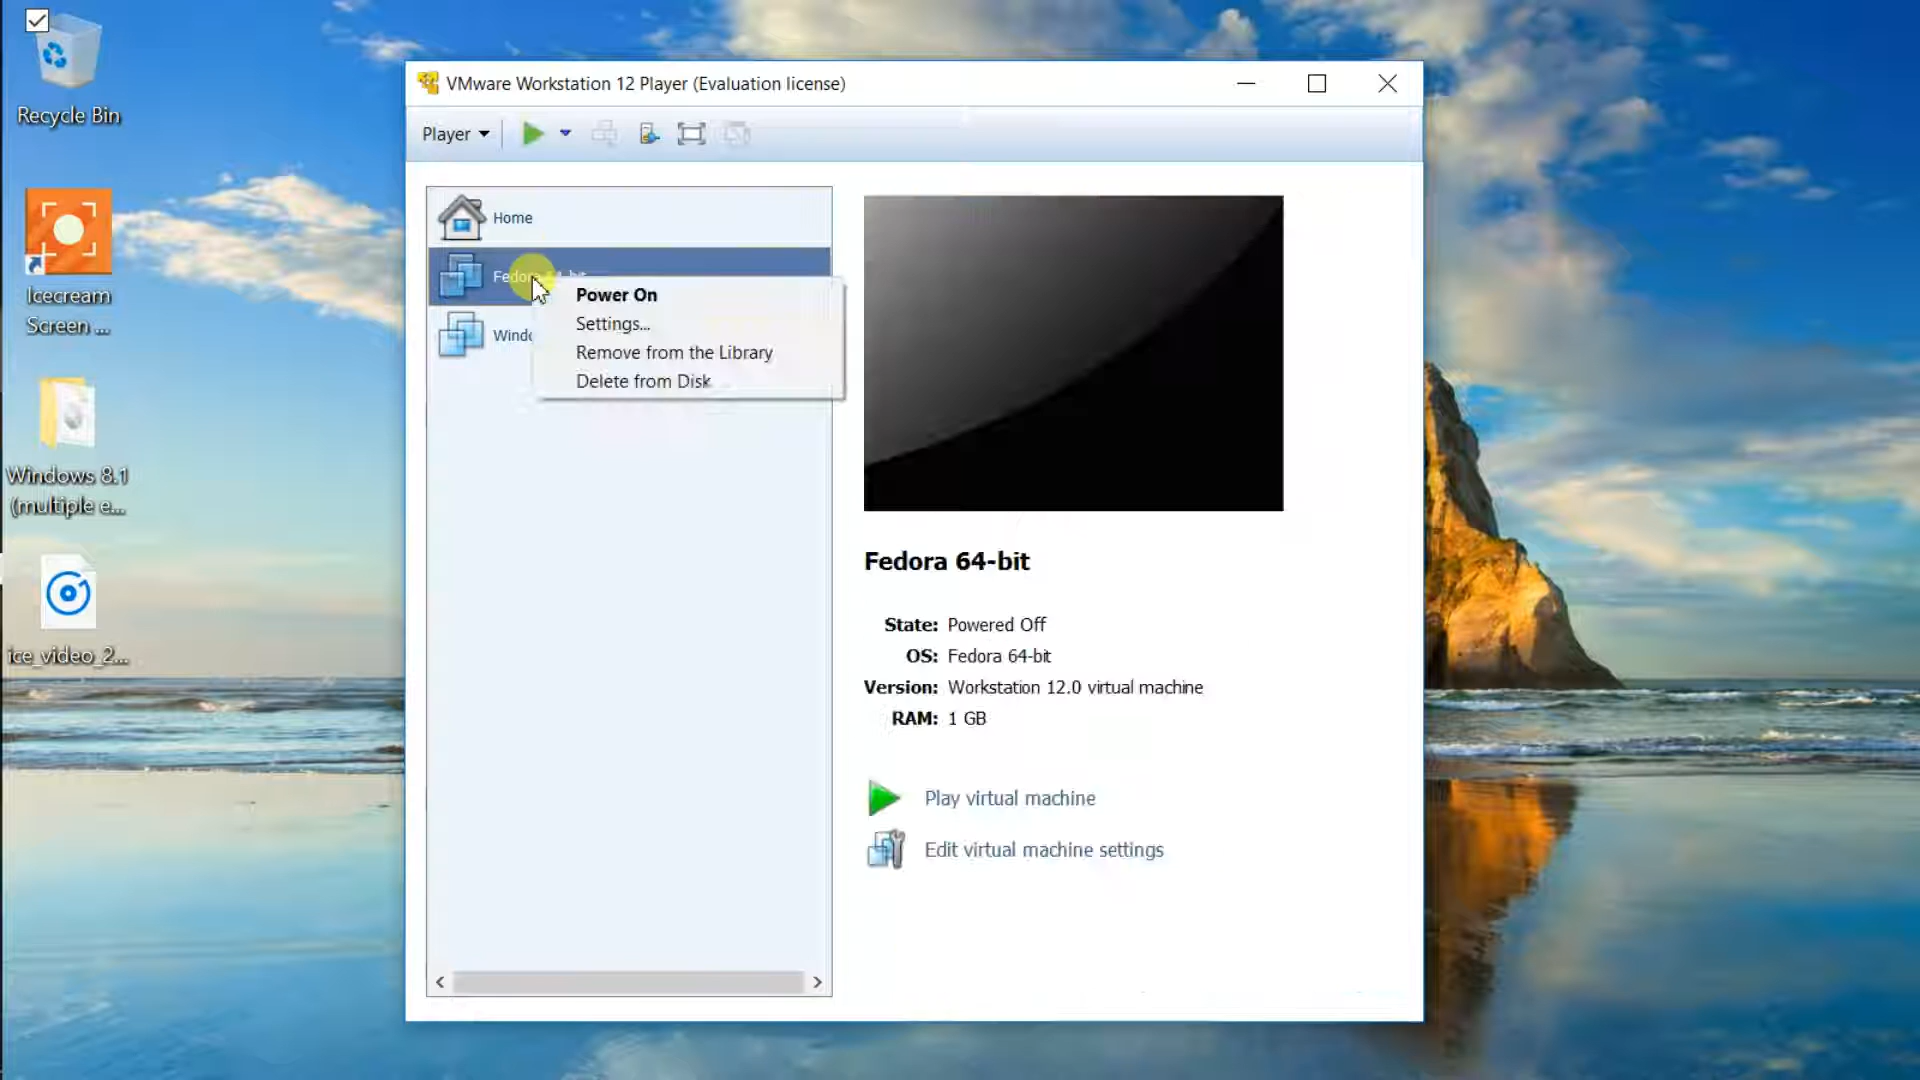 Recycle Bin
Icecream
Screen ...
Windows 8.1
(multiple e...
ice_video_2...
VMware Workstation 12 Player (Evaluation license)
Player
Home
Fedora 64-bit
Windo
Power On
Settings...
Remove from the Library
Delete from Disk
Fedora 64-bit
State: Powered Off
OS: Fedora 64-bit
Version: Workstation 12.0 virtual machine
RAM: 1 GB
Play virtual machine
Edit virtual machine settings